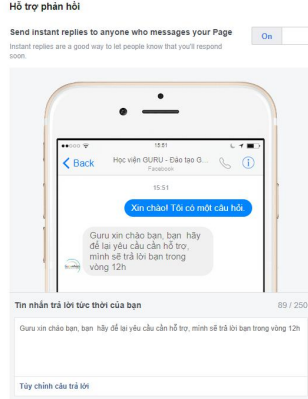 Hỗ trợ phản hồi
Send instant replies to anyone who messages your Page
On
Instant replies are a good way to let people know that you'll respond
soon.
15:51
Back
Học viện GURU - Đào tạo G...
Facebook
15:51
Xin chào! Tôi có một câu hỏi.
Guru xin chào bạn, bạn hãy
để lại yêu cầu cần hỗ trợ,
mình sẽ trả lời bạn trong
vòng 12h
Tin nhắn trả lời tức thời của bạn
89 / 250
Guru xin chào bạn, bạn hãy để lại yêu cầu cần hỗ trợ, mình sẽ trả lời bạn trong vòng 12h
Tùy chỉnh câu trả lời